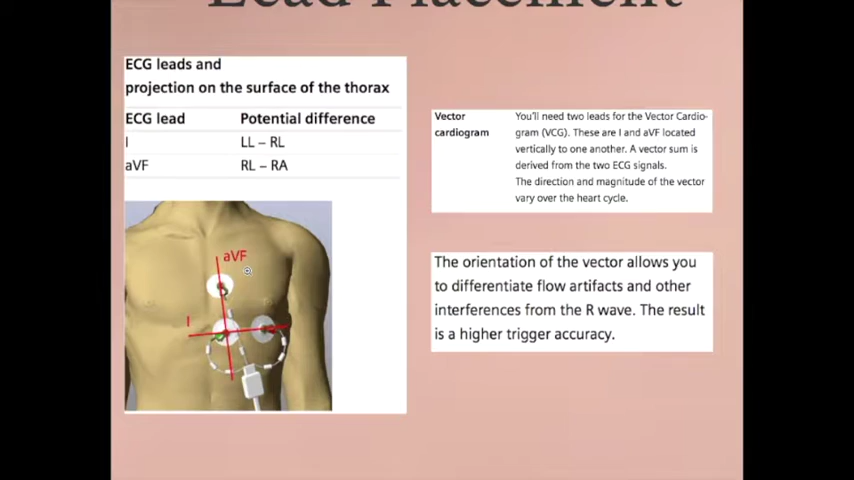 Lead Placement
ECG leads and
projection on the surface of the thorax
ECG lead Potential difference
I LL – RL
aVF RL – RA
aVF
I
Vector
cardiogram
You'll need two leads for the Vector Cardio-
gram (VCG). These are I and aVF located
vertically to one another. A vector sum is
derived from the two ECG signals.
The direction and magnitude of the vector
vary over the heart cycle.
The orientation of the vector allows you
to differentiate flow artifacts and other
interferences from the R wave. The result
is a higher trigger accuracy.